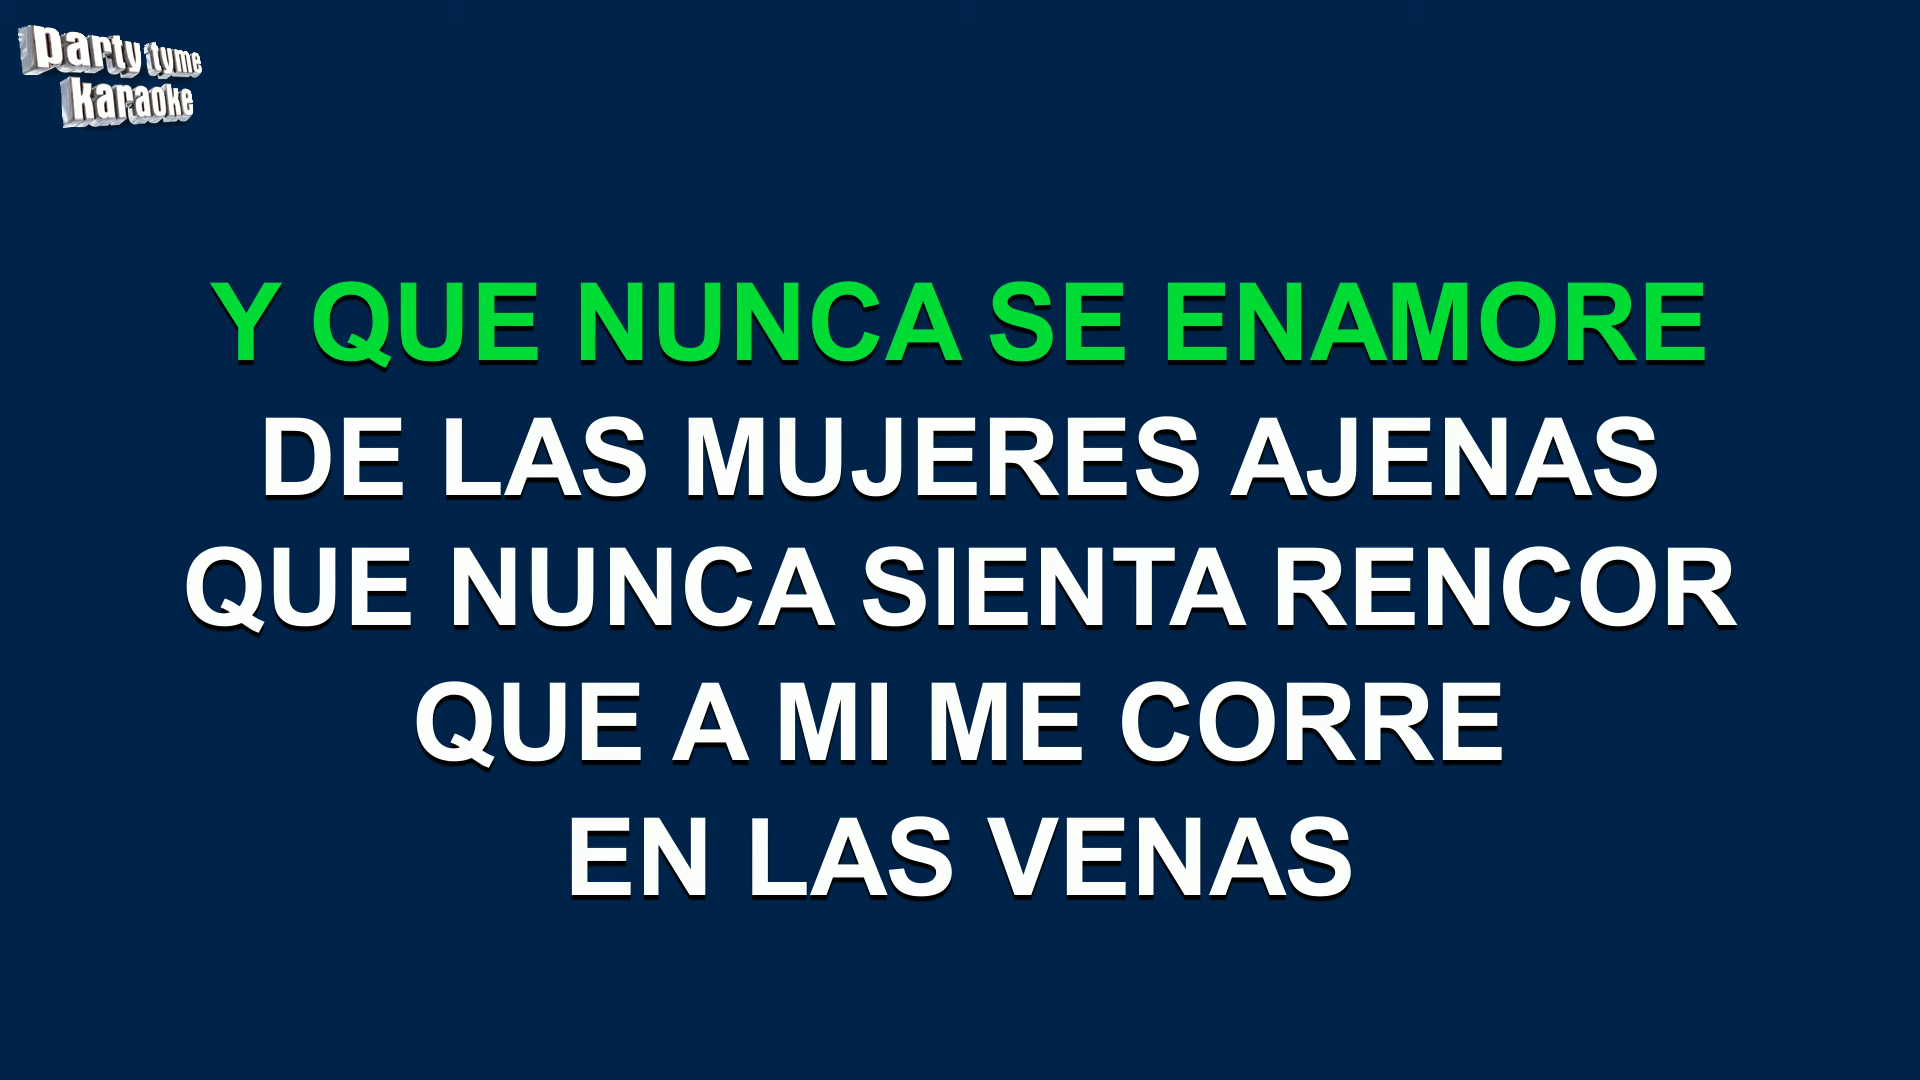 party tyme
karaoke
Y QUE NUNCA SE ENAMORE
DE LAS MUJERES AJENAS
QUE NUNCA SIENTA RENCOR
QUE A MI ME CORRE
EN LAS VENAS